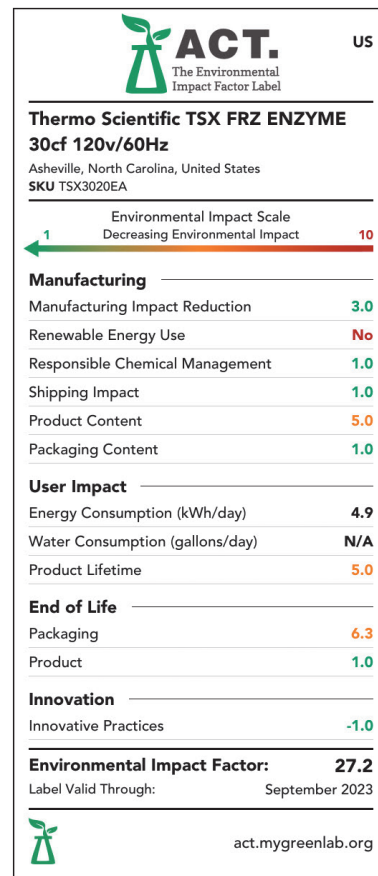 ACT.
US
The Environmental
Impact Factor Label
Thermo Scientific TSX FRZ ENZYME
30cf 120v/60Hz
Asheville, North Carolina, United States
SKU TSX3020EA
Environmental Impact Scale
1 Decreasing Environmental Impact 10
Manufacturing
Manufacturing Impact Reduction 3.0
Renewable Energy Use No
Responsible Chemical Management 1.0
Shipping Impact 1.0
Product Content 5.0
Packaging Content 1.0
User Impact
Energy Consumption (kWh/day) 4.9
Water Consumption (gallons/day) N/A
Product Lifetime 5.0
End of Life
Packaging 6.3
Product 1.0
Innovation
Innovative Practices -1.0
Environmental Impact Factor: 27.2
Label Valid Through: September 2023
act.mygreenlab.org